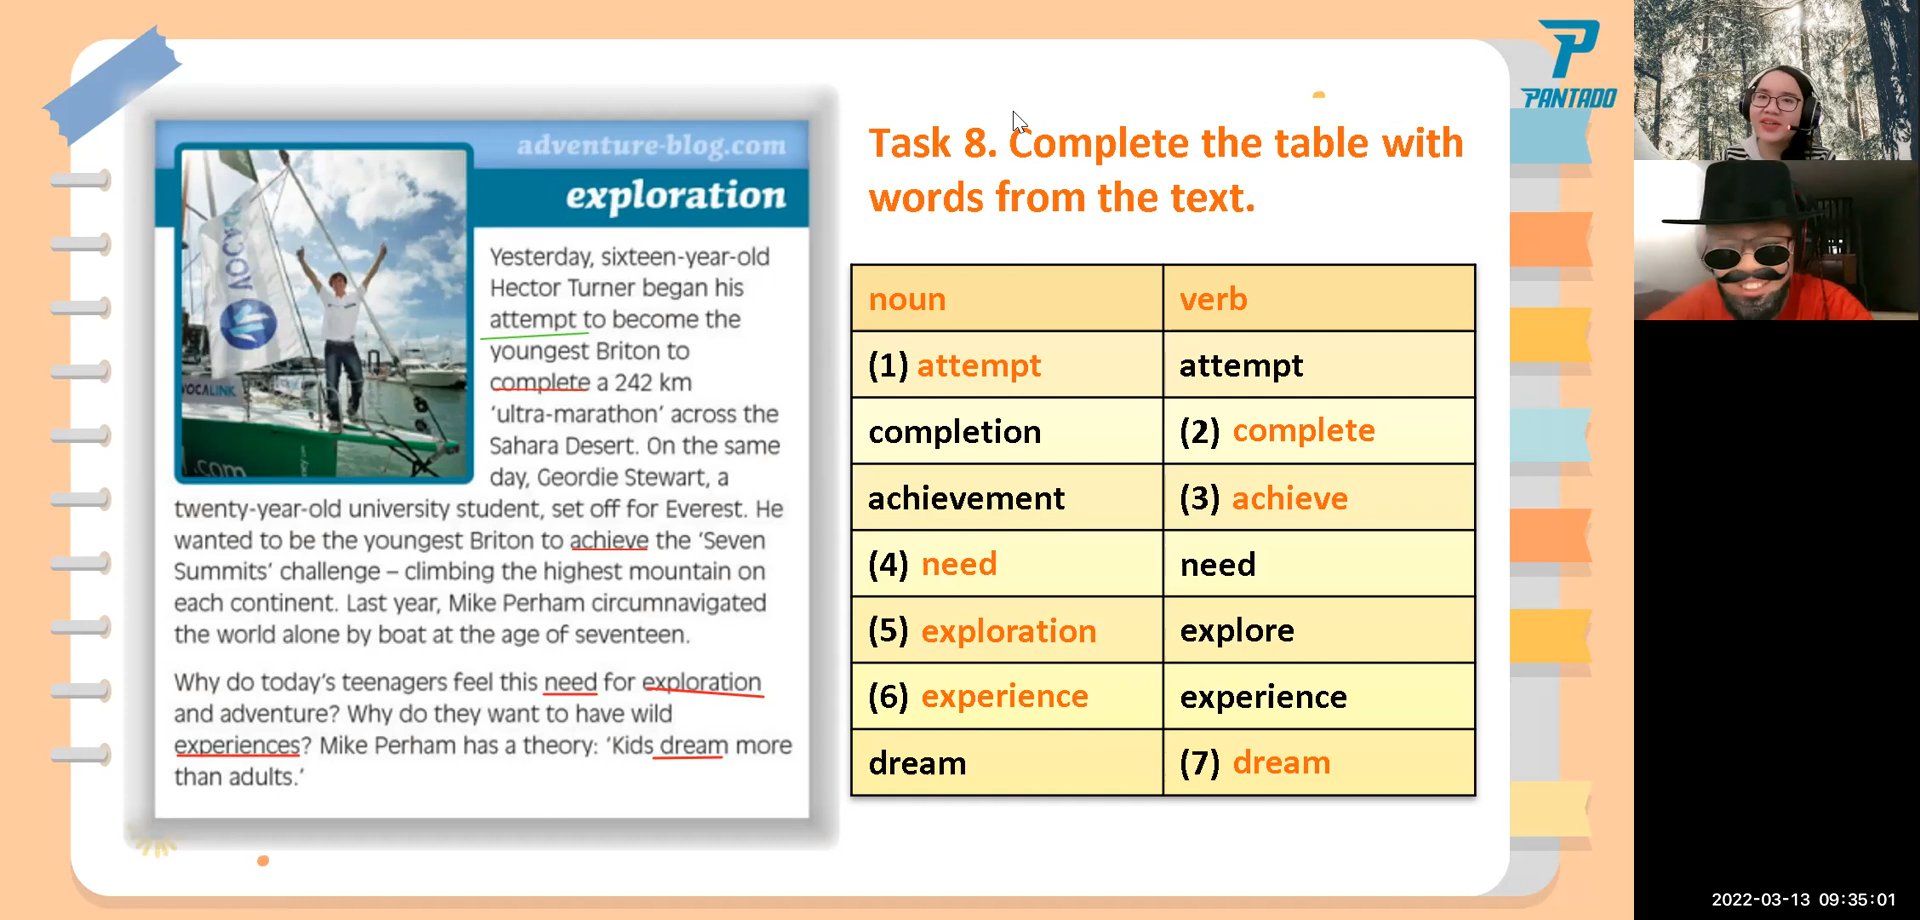 adventure-blog.com
exploration
VOCALINK
VOCALINK
.com
Yesterday, sixteen-year-old
Hector Turner began his
attempt to become the
youngest Briton to
complete a 242 km
‘ultra-marathon’ across the
Sahara Desert. On the same
day, Geordie Stewart, a
twenty-year-old university student, set off for Everest. He
wanted to be the youngest Briton to achieve the ‘Seven
Summits’ challenge – climbing the highest mountain on
each continent. Last year, Mike Perham circumnavigated
the world alone by boat at the age of seventeen.
Why do today’s teenagers feel this need for exploration
and adventure? Why do they want to have wild
experiences? Mike Perham has a theory: ‘Kids dream more
than adults.’
Task 8. Complete the table with
words from the text.
noun verb
(1) attempt attempt
completion (2) complete
achievement (3) achieve
(4) need need
(5) exploration explore
(6) experience experience
dream (7) dream
PANTADO
2022-03-13 09:35:01